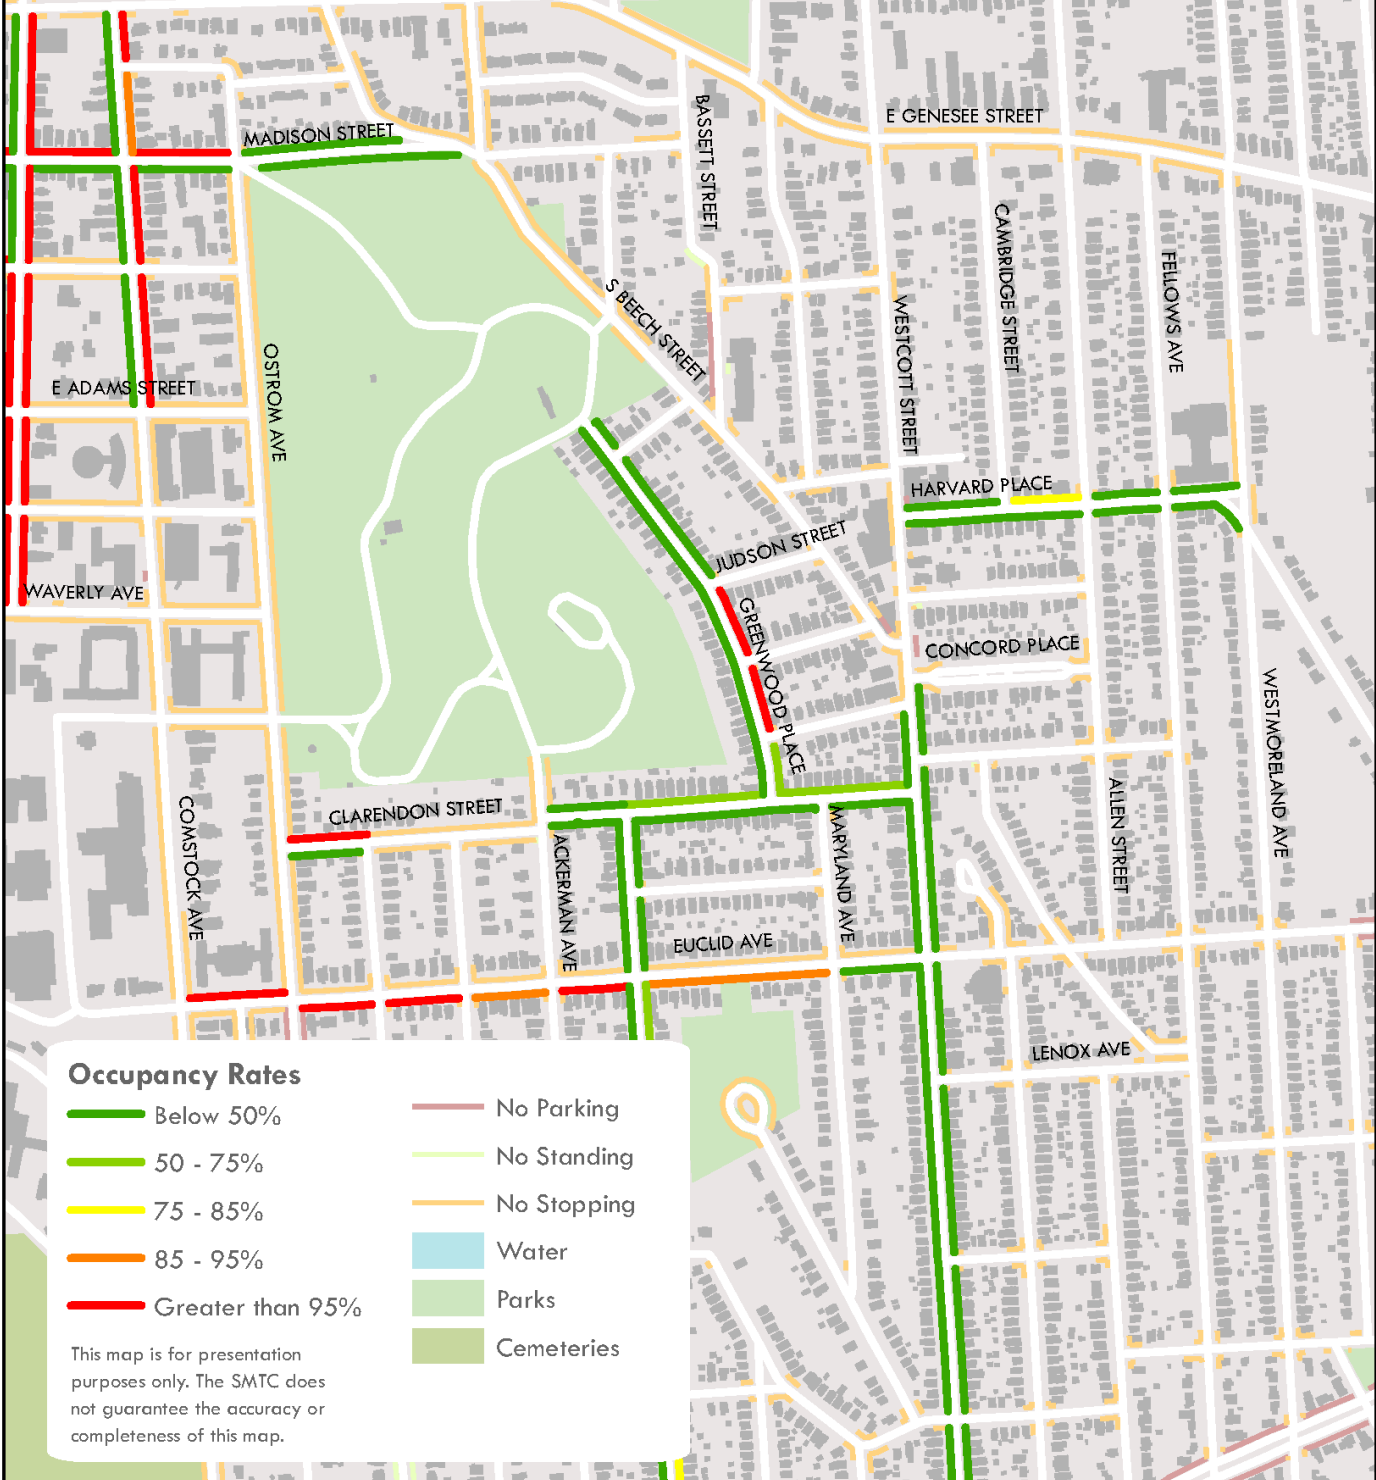 E GENESEE STREET
MADISON STREET
BASSETT STREET
CAMBRIDGE STREET
FELLOWS AVE
S BEECH STREET
WESTCOTT STREET
OSTROM AVE
E ADAMS STREET
HARVARD PLACE
JUDSON STREET
WAVERLY AVE
GREENWOOD PLACE
CONCORD PLACE
WESTMORELAND AVE
ALLEN STREET
COMSTOCK AVE
CLARENDON STREET
ACKERMAN AVE
MARYLAND AVE
EUCLID AVE
LENOX AVE
Occupancy Rates
Below 50%
50 - 75%
75 - 85%
85 - 95%
Greater than 95%
No Parking
No Standing
No Stopping
Water
Parks
Cemeteries
This map is for presentation
purposes only. The SMTC does
not guarantee the accuracy or
completeness of this map.